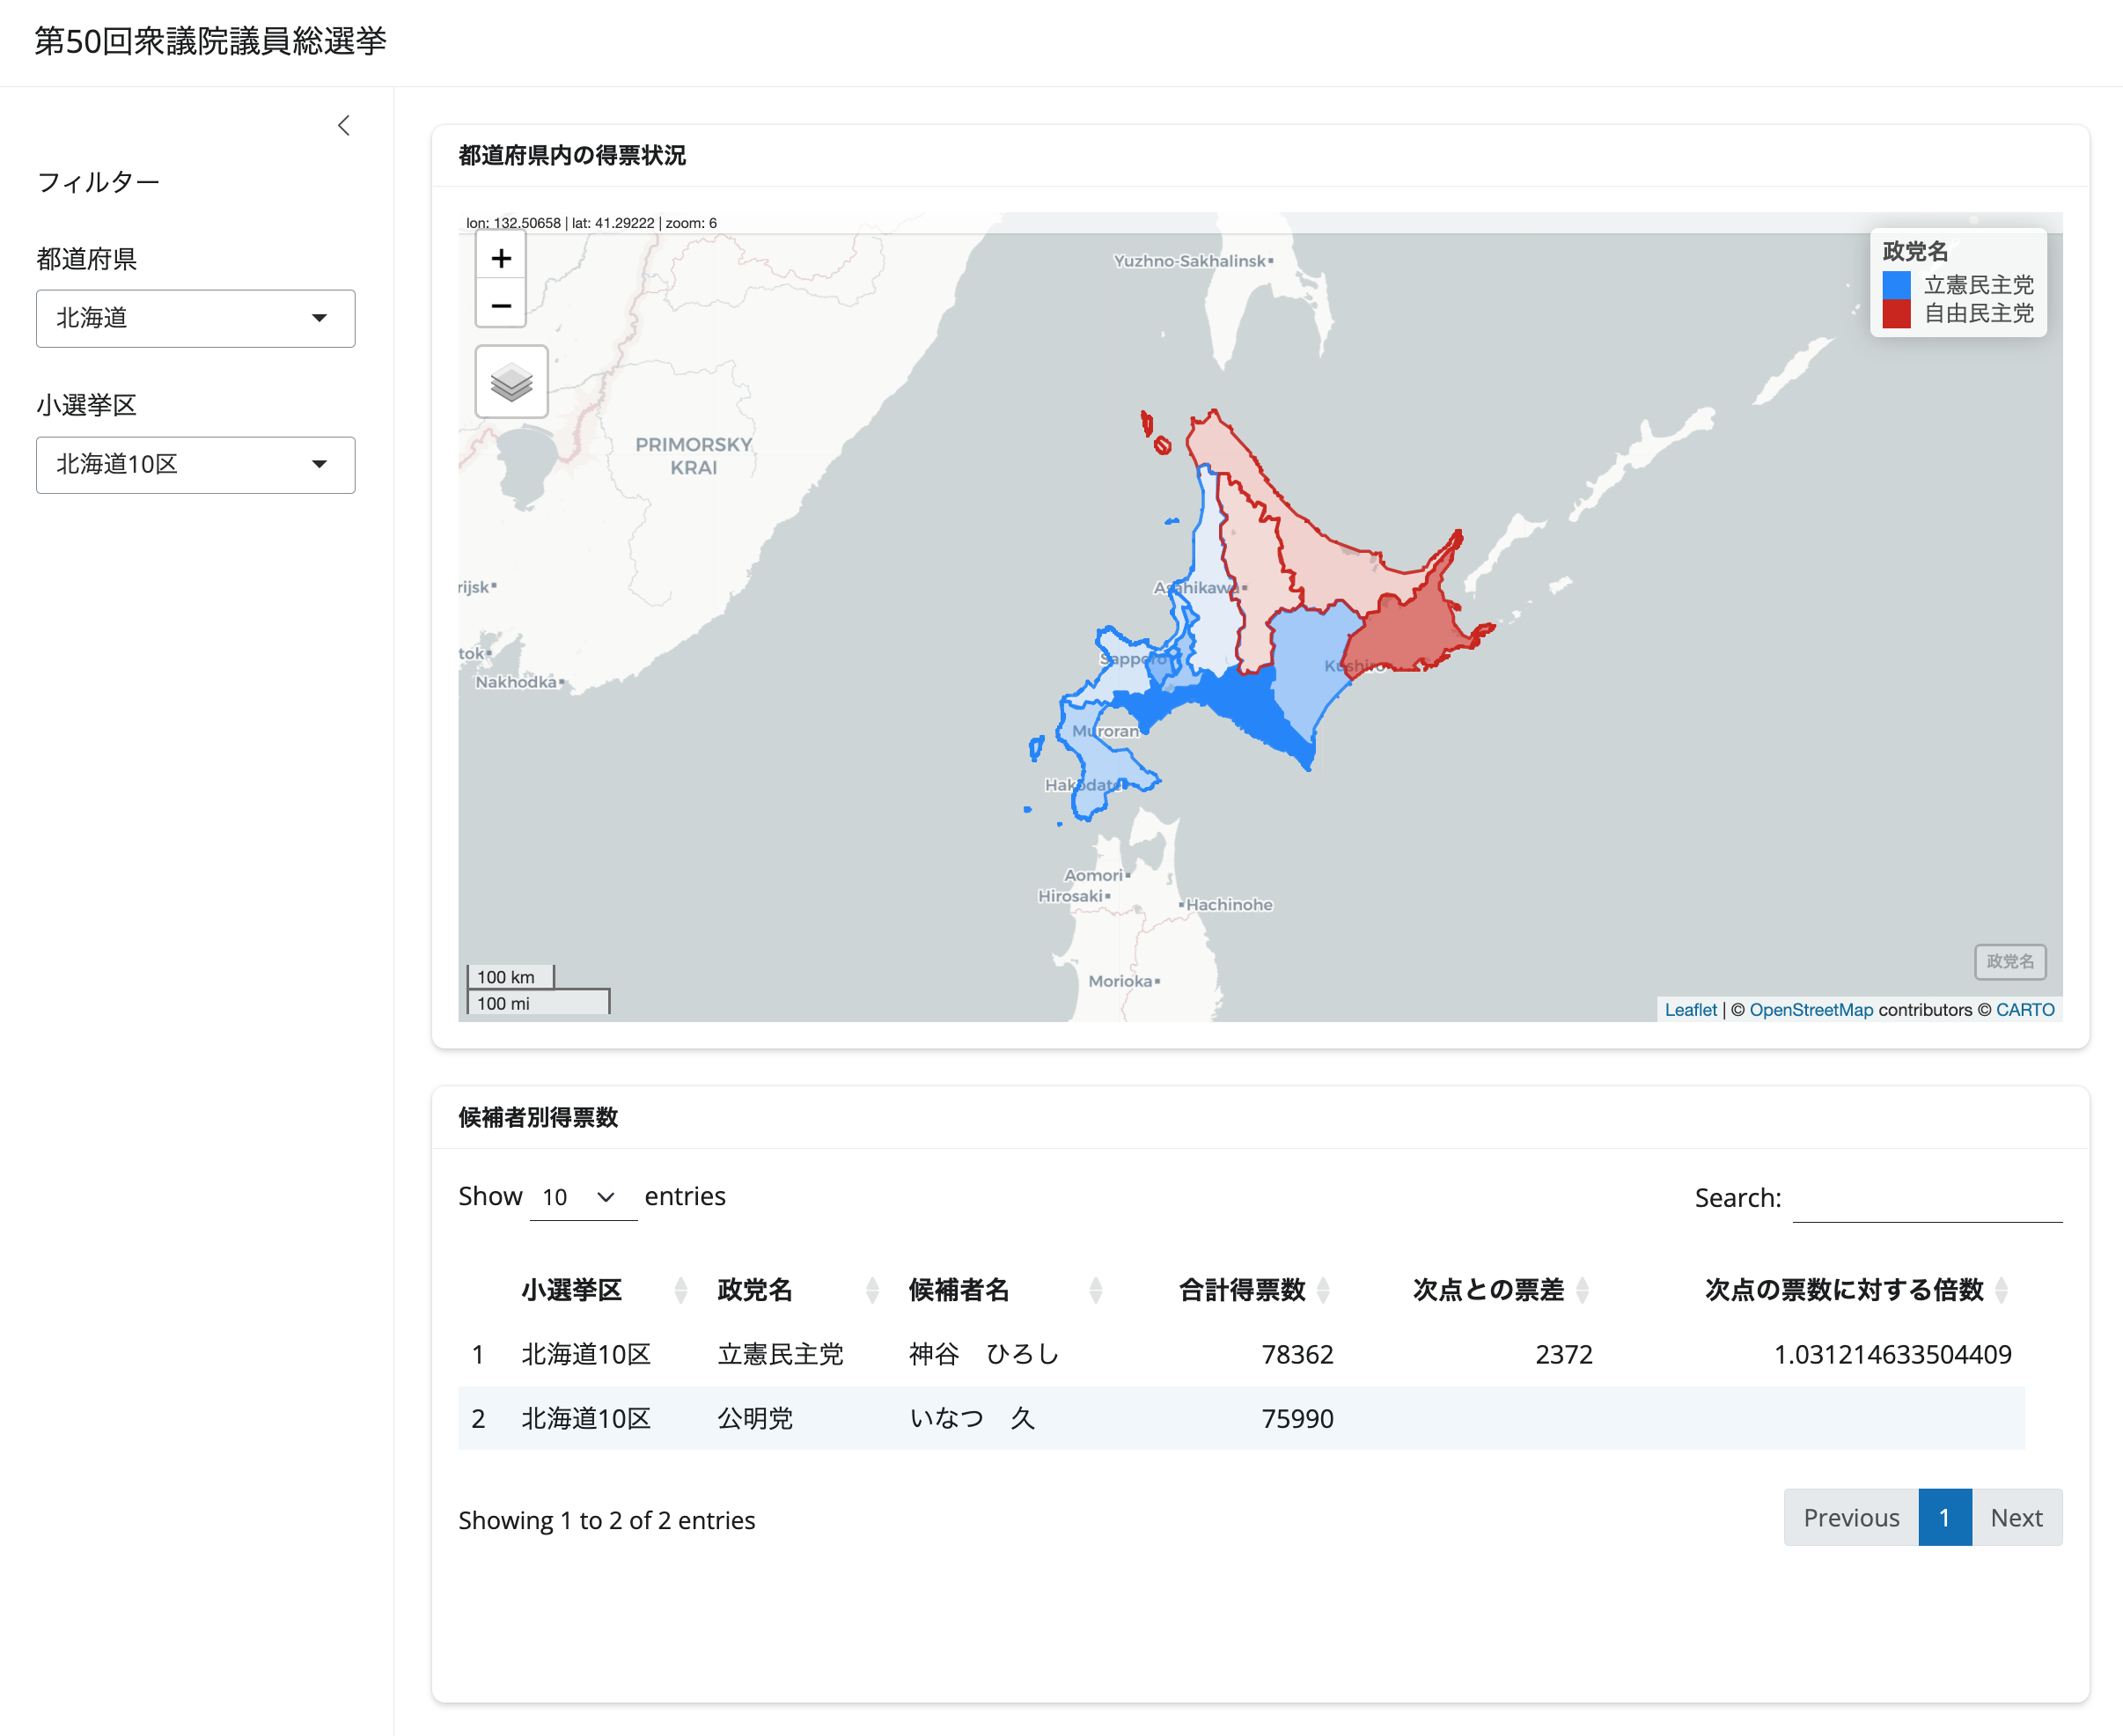 第50回衆議院議員総選挙
フィルター
都道府県
北海道
小選挙区
北海道10区
都道府県内の得票状況
lon: 132.50658 | lat: 41.29222 | zoom: 6
+
−
政党名
立憲民主党
自由民主党
Yuzhno-Sakhalinsk
PRIMORSKY
KRAI
rijsk
Asahikawa
tok
Sapporo
Kushiro
Nakhodka
Muroran
Hakodate
Aomori
Hirosaki
Hachinohe
Morioka
政党名
100 km
100 mi
Leaflet | © OpenStreetMap contributors © CARTO
候補者別得票数
Show 10 entries
Search:
小選挙区 政党名 候補者名 合計得票数 次点との票差 次点の票数に対する倍数
1 北海道10区 立憲民主党 神谷　ひろし 78362 2372 1.031214633504409
2 北海道10区 公明党 いなつ　久 75990
Showing 1 to 2 of 2 entries
Previous 1 Next